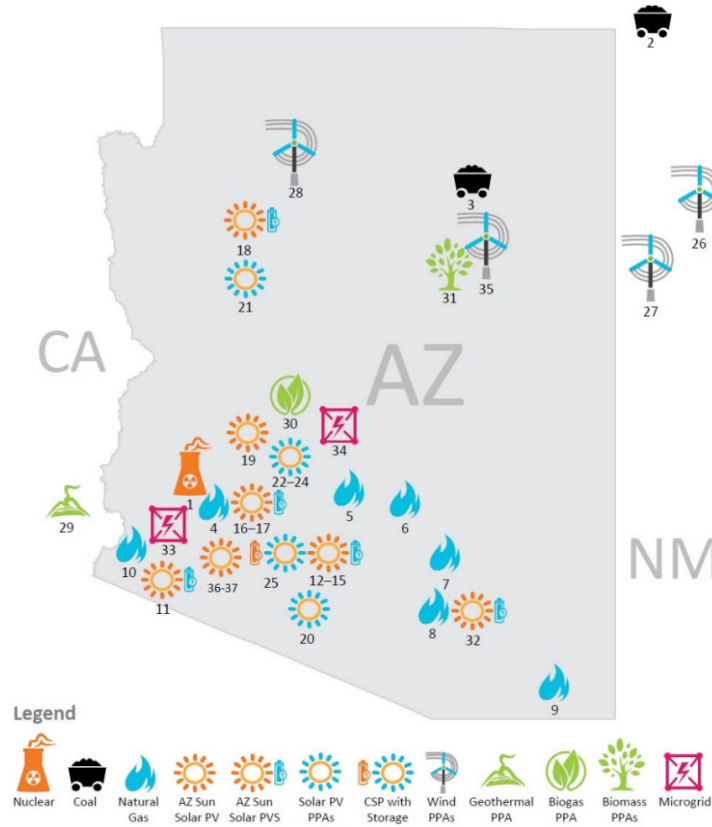 2
28
3
26
18
35
27
31
21
CA
AZ
30
34
19
22–24
1
4
16–17
5
6
29
33
10
7
NM
36-37
25
12–15
11
8
32
20
9
Legend
Nuclear
Coal
Natural
Gas
AZ Sun
Solar PV
AZ Sun
Solar PVS
Solar PV
PPAs
CSP with
Storage
Wind
PPAs
Geothermal
PPA
Biogas
PPA
Biomass
PPAs
Microgrid